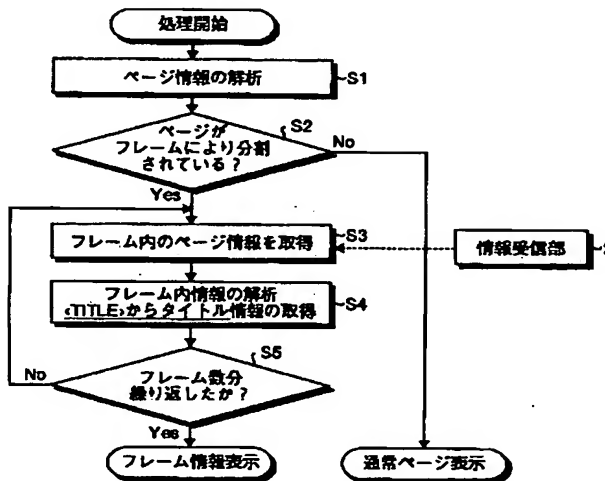 処理開始
ページ情報の解析
S1
ページが
フレームにより分割
されている?
S2
No
Yes
フレーム内のページ情報を取得
S3
情報受信部
フレーム内情報の解析
<TITLE>からタイトル情報の取得
S4
フレーム数分
繰り返したか?
S5
No
Yes
フレーム情報表示
通常ページ表示